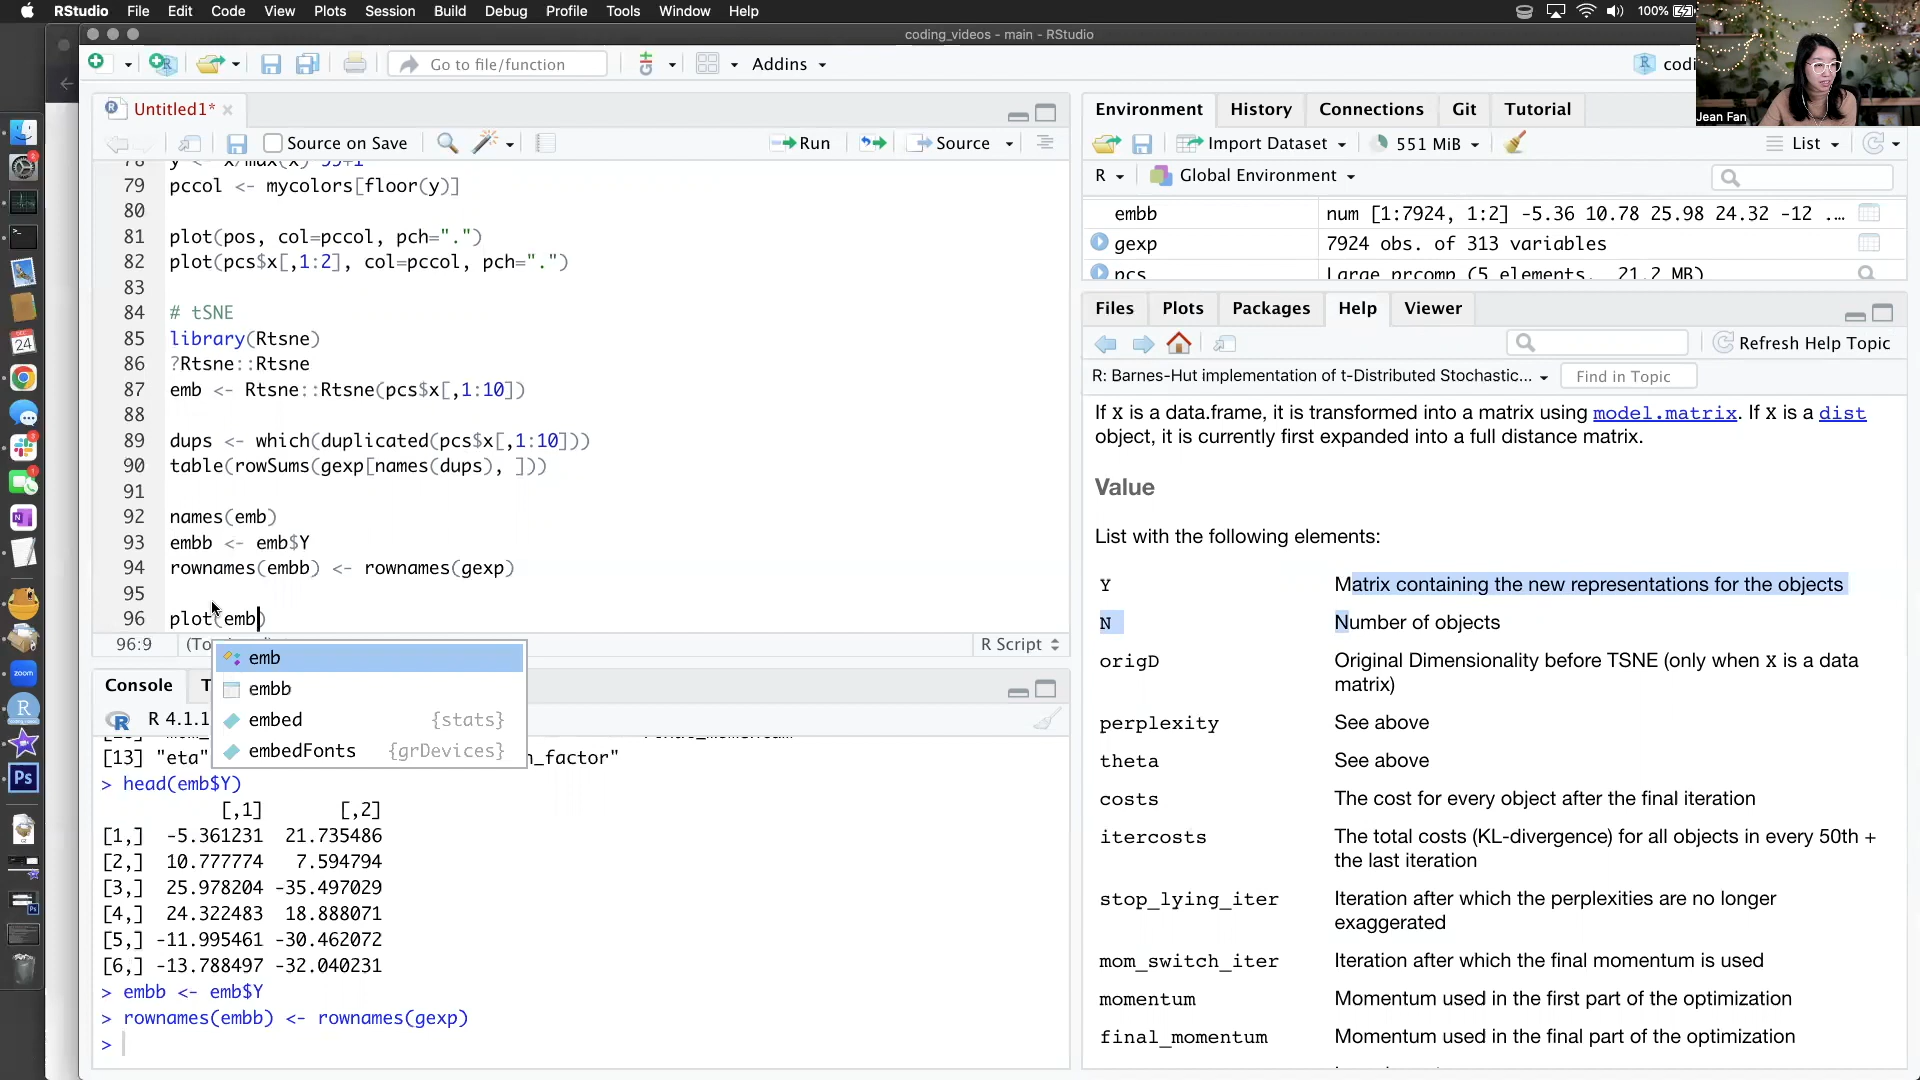 RStudio File Edit Code View Plots Session Build Debug Profile Tools Window Help 100%
coding_videos - main - RStudio
Go to file/function Addins codi
Jean Fan
Untitled1*
Source on Save Run Source
79 pccol <- mycolors[floor(y)]
80
81 plot(pos, col=pccol, pch=".")
82 plot(pcs$x[,1:2], col=pccol, pch=".")
83
84 # tSNE
85 library(Rtsne)
86 ?Rtsne::Rtsne
87 emb <- Rtsne::Rtsne(pcs$x[,1:10])
88
89 dups <- which(duplicated(pcs$x[,1:10]))
90 table(rowSums(gexp[names(dups), ]))
91
92 names(emb)
93 embb <- emb$Y
94 rownames(embb) <- rownames(gexp)
95
96 plot(emb)
96:9 (To R Script
emb
embb
embed {stats}
embedFonts {grDevices}
Console T
R 4.1.1
[13] "eta" n_factor"
> head(emb$Y)
[,1] [,2]
[1,] -5.361231 21.735486
[2,] 10.777774 7.594794
[3,] 25.978204 -35.497029
[4,] 24.322483 18.888071
[5,] -11.995461 -30.462072
[6,] -13.788497 -32.040231
> embb <- emb$Y
> rownames(embb) <- rownames(gexp)
>
Environment History Connections Git Tutorial
Import Dataset 551 MiB List
R Global Environment
embb num [1:7924, 1:2] -5.36 10.78 25.98 24.32 -12 ...
gexp 7924 obs. of 313 variables
pcs Large prcomp (5 elements, 21.2 MB)
Files Plots Packages Help Viewer
Refresh Help Topic
R: Barnes-Hut implementation of t-Distributed Stochastic... Find in Topic
If X is a data.frame, it is transformed into a matrix using model.matrix. If X is a dist
object, it is currently first expanded into a full distance matrix.
Value
List with the following elements:
Y Matrix containing the new representations for the objects
N Number of objects
origD Original Dimensionality before TSNE (only when X is a data
matrix)
perplexity See above
theta See above
costs The cost for every object after the final iteration
itercosts The total costs (KL-divergence) for all objects in every 50th +
the last iteration
stop_lying_iter Iteration after which the perplexities are no longer
exaggerated
mom_switch_iter Iteration after which the final momentum is used
momentum Momentum used in the first part of the optimization
final_momentum Momentum used in the final part of the optimization